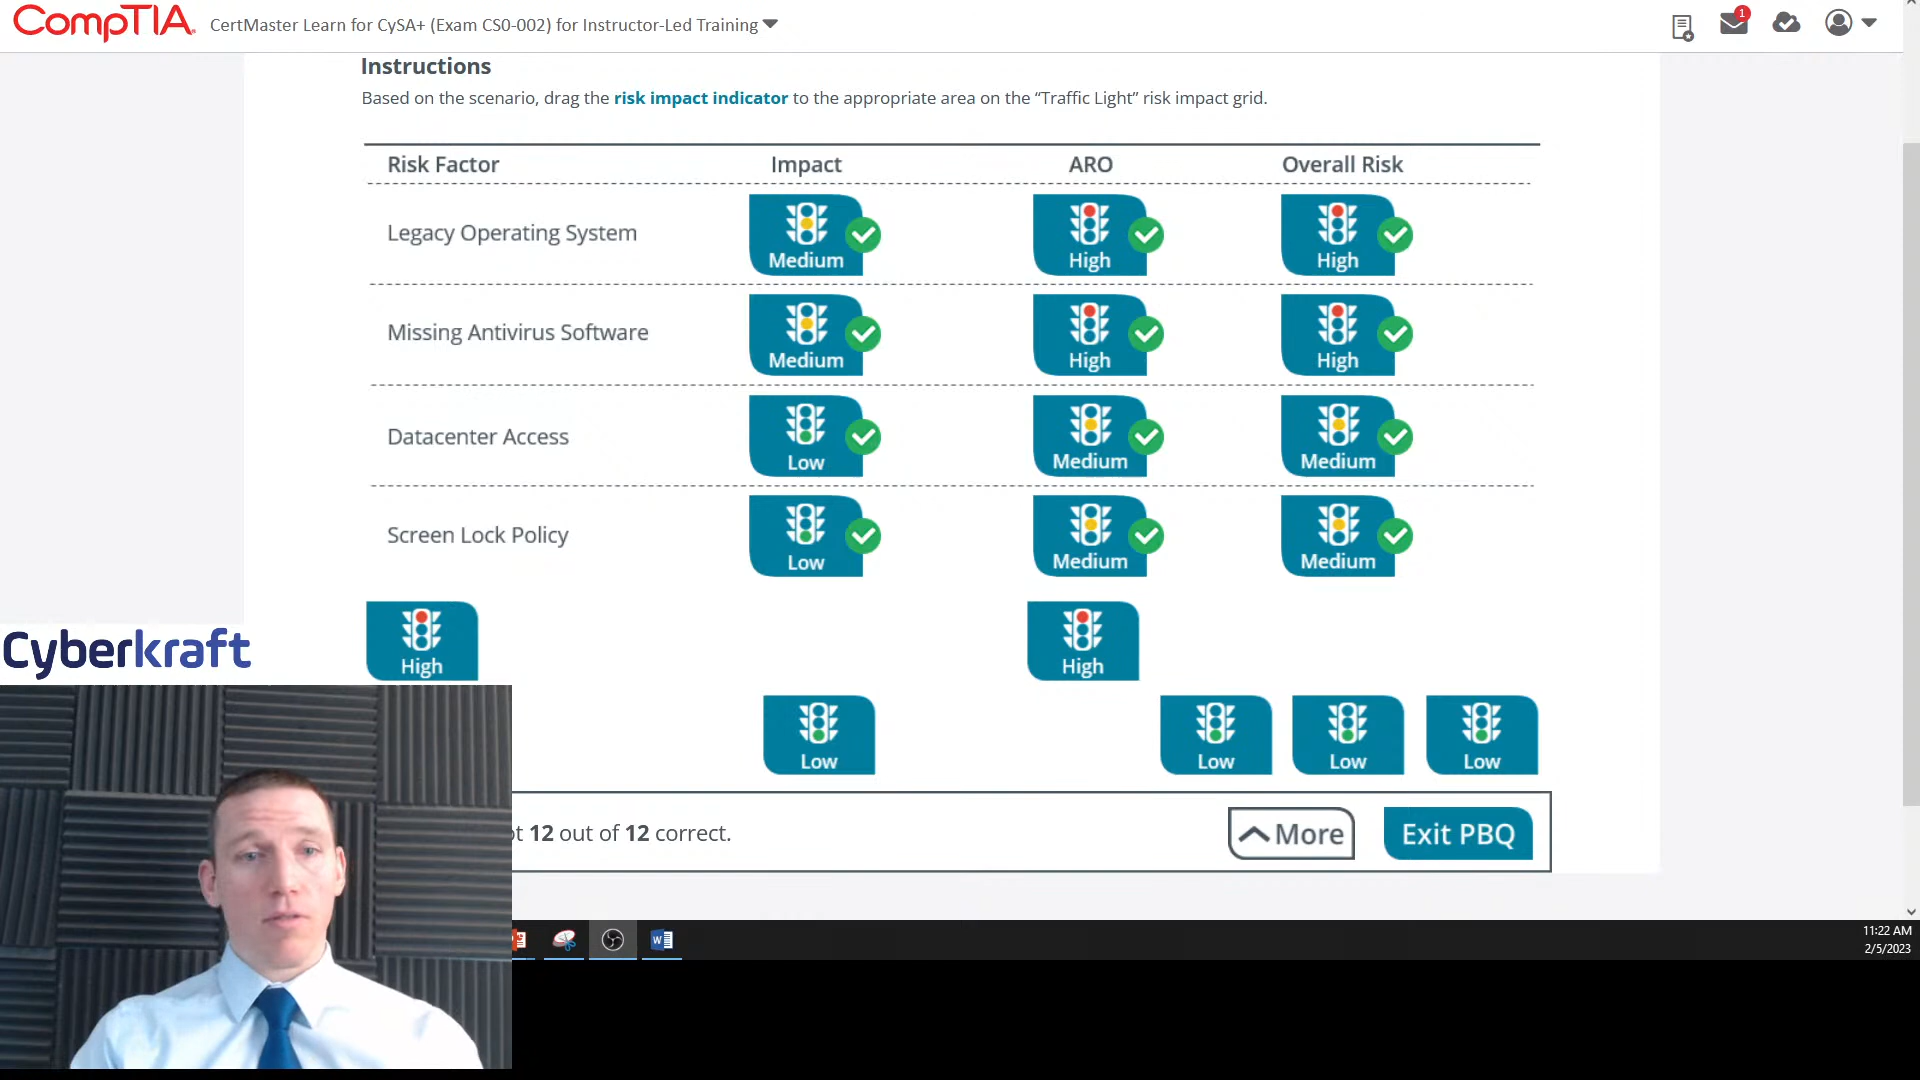 CompTIA.
CertMaster Learn for CySA+ (Exam CS0-002) for Instructor-Led Training
1
Instructions
Based on the scenario, drag the risk impact indicator to the appropriate area on the “Traffic Light” risk impact grid.
Risk Factor Impact ARO Overall Risk
Legacy Operating System Medium High High
Missing Antivirus Software Medium High High
Datacenter Access Low Medium Medium
Screen Lock Policy Low Medium Medium
High High
Cyberkraft
Low Low Low Low
12 out of 12 correct.
More
Exit PBQ
11:22 AM
2/5/2023